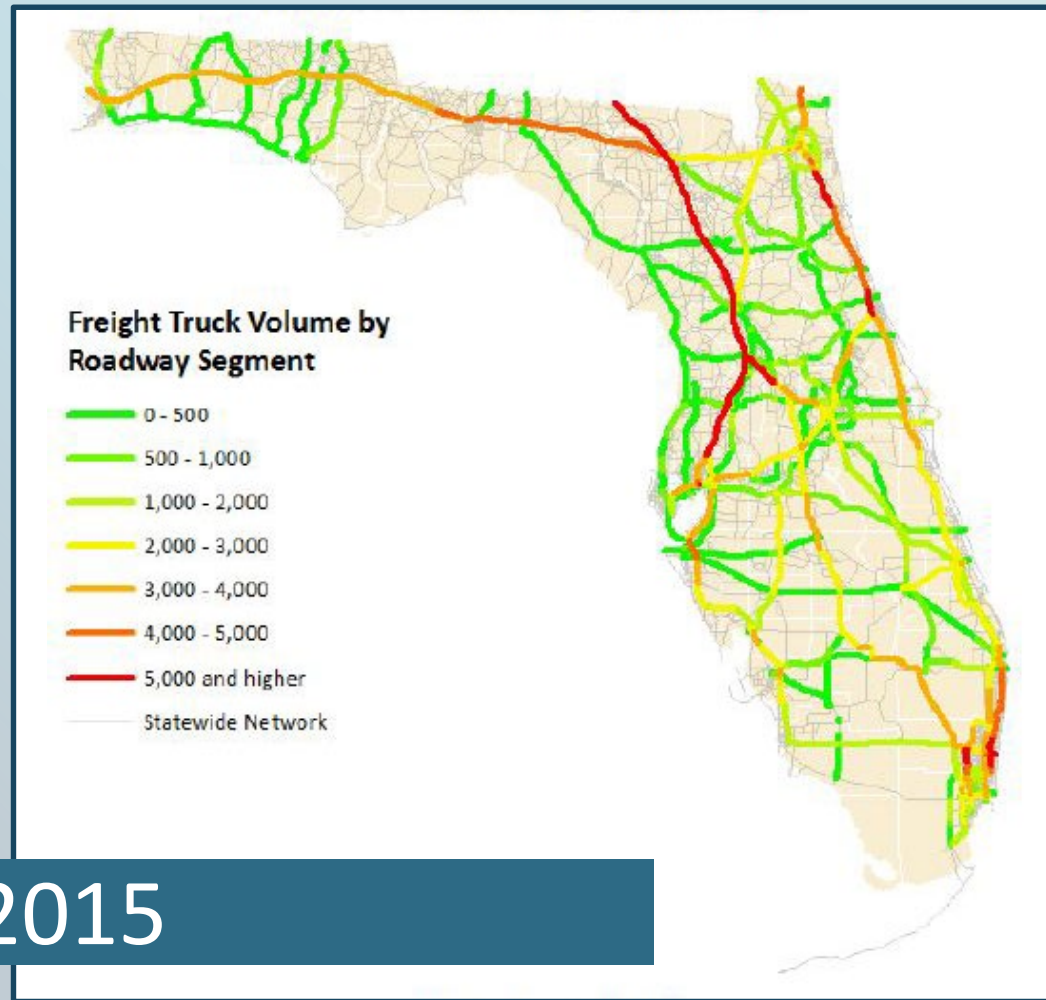 Freight Truck Volume by
Roadway Segment
0 - 500
500 - 1,000
1,000 - 2,000
2,000 - 3,000
3,000 - 4,000
4,000 - 5,000
5,000 and higher
Statewide Network
2015